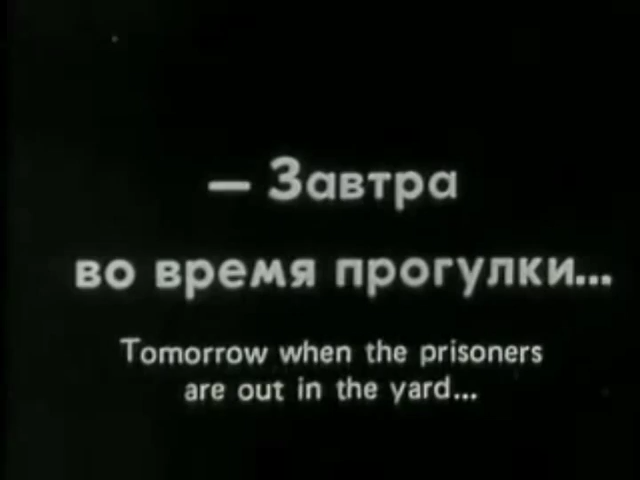 — Завтра
во время прогулки...
Tomorrow when the prisoners
are out in the yard...